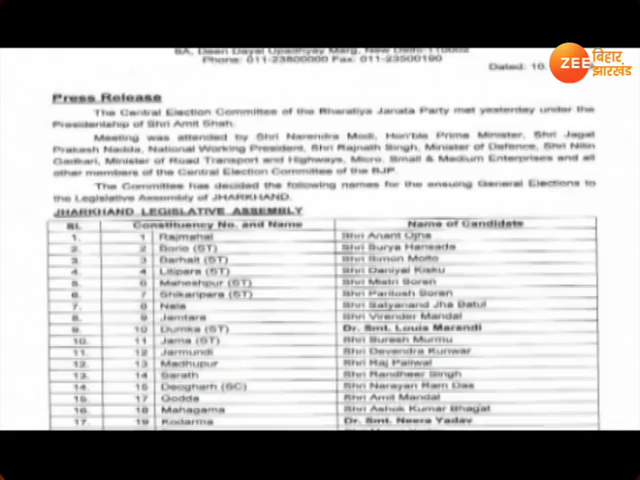 ZEE बिहार झारखंड
6A, Deen Dayal Upadhyay Marg, New Delhi-110002
Phone: 011-23500000 Fax: 011-23500190
Dated: 10.
Press Release
The Central Election Committee of the Bharatiya Janata Party met yesterday under the
Presidentship of Shri Amit Shah.
Meeting was attended by Shri Narendra Modi, Hon'ble Prime Minister, Shri Jagat
Prakash Nadda, National Working President, Shri Rajnath Singh, Minister of Defence, Shri Nitin
Gadkari, Minister of Road Transport and Highways, Micro, Small & Medium Enterprises and all
other members of the Central Election Committee of the BJP.
The Committee has decided the following names for the ensuing General Elections to
the Legislative Assembly of JHARKHAND.
JHARKHAND LEGISLATIVE ASSEMBLY
Sl. Constituency No. and Name Name of Candidate
1. 1 Rajmahal Shri Anant Ojha
2. 2 Borio (ST) Shri Surya Hansada
3. 3 Barhait (ST) Shri Simon Molto
4. 4 Litipara (ST) Shri Daniyal Kisku
5. 6 Maheshpur (ST) Shri Mistri Soren
6. 7 Shikaripara (ST) Shri Paritosh Soren
7. 8 Nala Shri Satyanand Jha Batul
8. 9 Jamtara Shri Virender Mandal
9. 10 Dumka (ST) Dr. Smt. Louis Marandi
10. 11 Jama (ST) Shri Suresh Murmu
11. 12 Jarmundi Shri Devendra Kunwar
12. 13 Madhupur Shri Raj Paliwal
13. 14 Sarath Shri Randheer Singh
14. 15 Deoghar (SC) Shri Narayan Ram Das
15. 17 Godda Shri Amit Mandal
16. 18 Mahagama Shri Ashok Kumar Bhagat
17. 19 Kodarma Dr. Smt. Neera Yadav